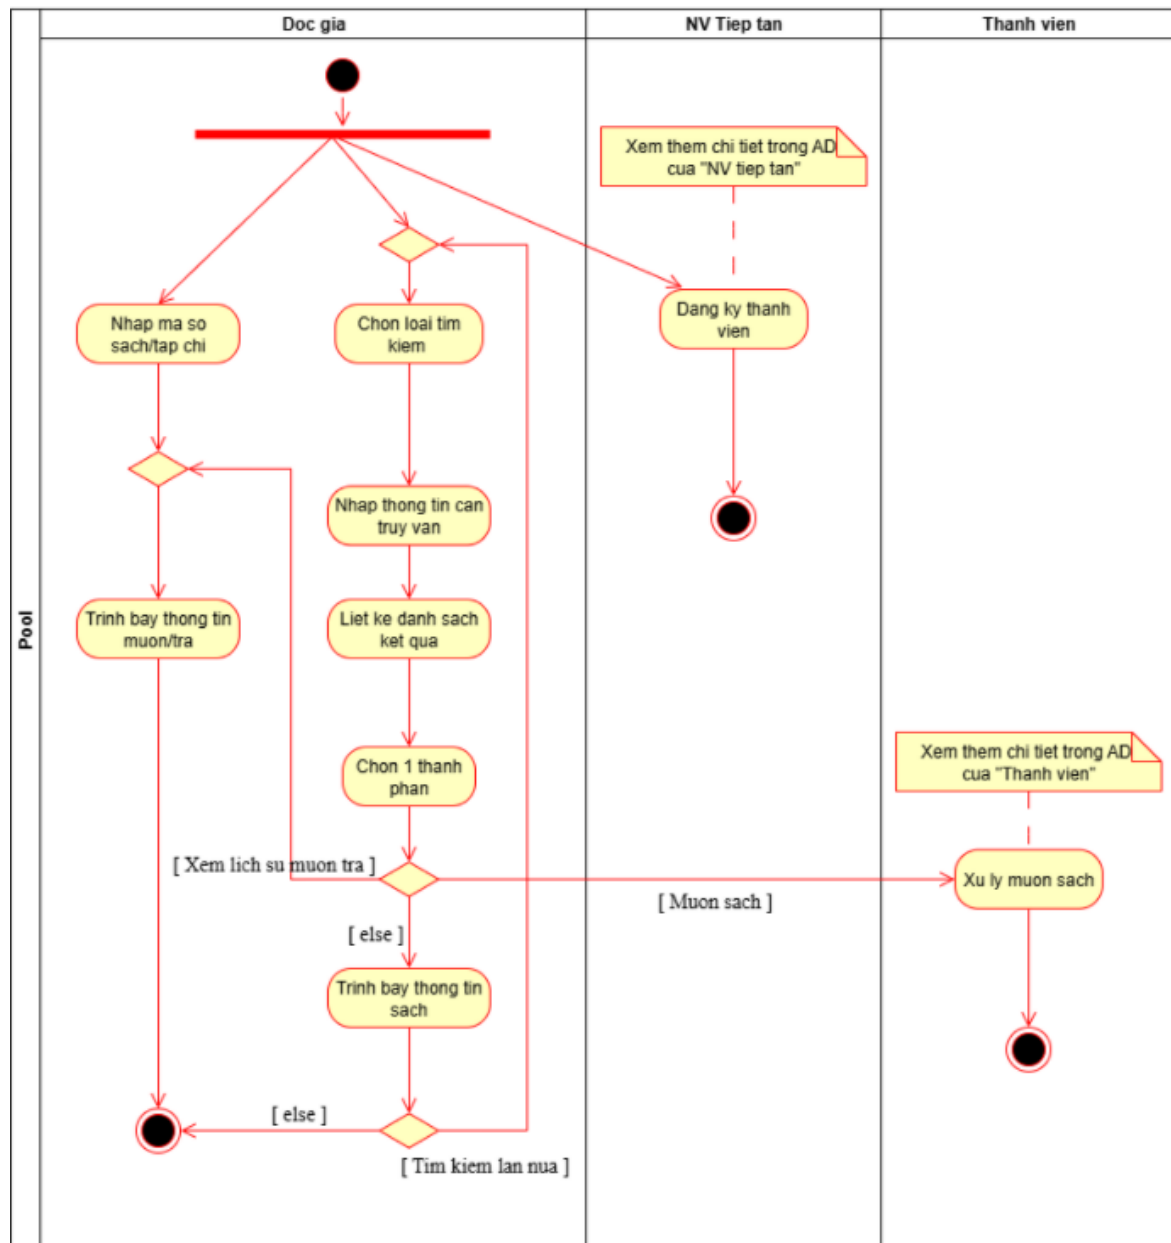 Doc gia
NV Tiep tan
Thanh vien
Pool
Xem them chi tiet trong AD
cua "NV tiep tan"
Nhap ma so
sach/tap chi
Chon loai tim
kiem
Dang ky thanh
vien
Nhap thong tin can
truy van
Trinh bay thong tin
muon/tra
Liet ke danh sach
ket qua
Chon 1 thanh
phan
Xem them chi tiet trong AD
cua "Thanh vien"
[ Xem lich su muon tra ]
[ Muon sach ]
Xu ly muon sach
[ else ]
Trinh bay thong tin
sach
[ else ]
[ Tim kiem lan nua ]